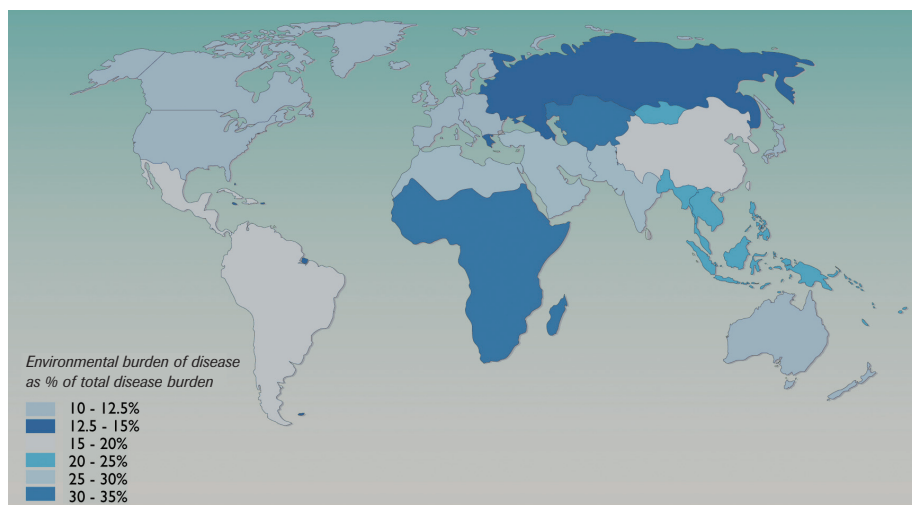 Environmental burden of disease
as % of total disease burden
10 - 12.5%
12.5 - 15%
15 - 20%
20 - 25%
25 - 30%
30 - 35%